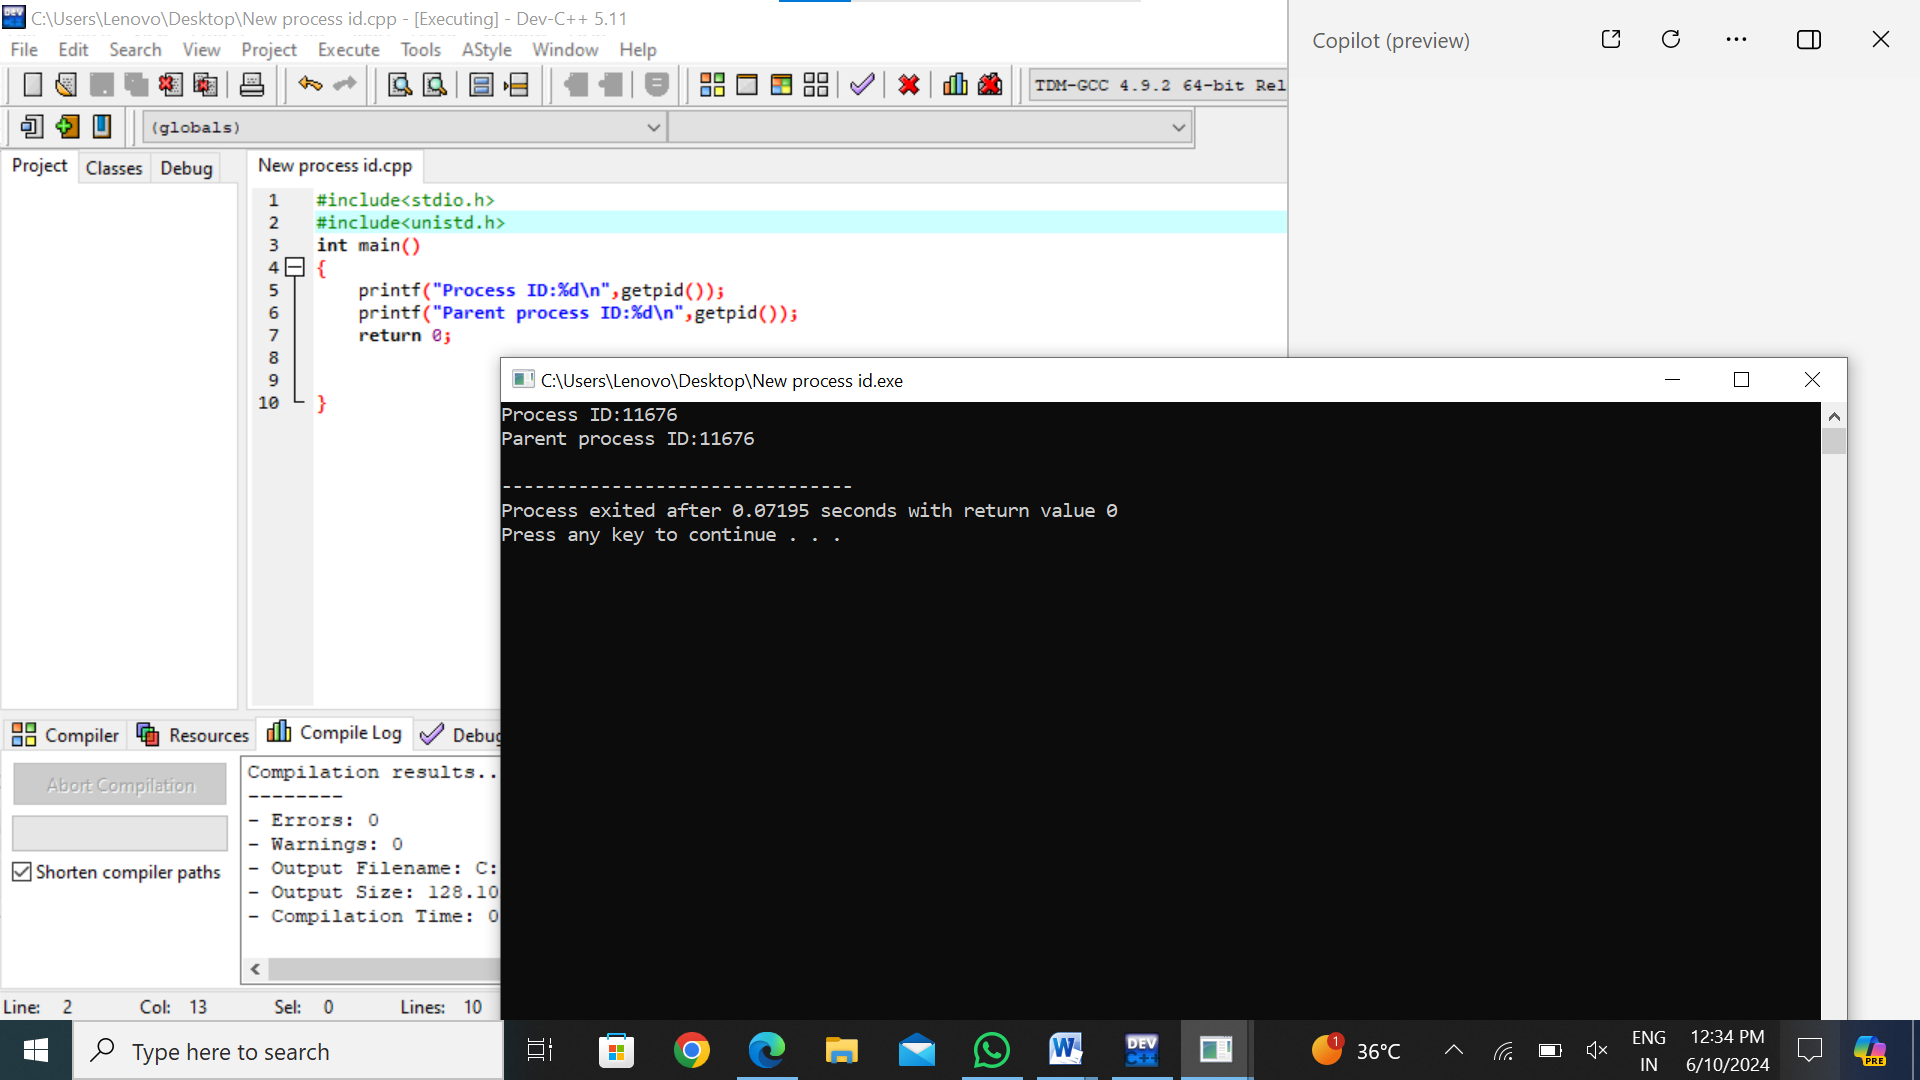 C:\Users\Lenovo\Desktop\New process id.cpp - [Executing] - Dev-C++ 5.11
File Edit Search View Project Execute Tools AStyle Window Help
TDM-GCC 4.9.2 64-bit Rel
(globals)
Project Classes Debug
New process id.cpp
1 #include<stdio.h>
2 #include<unistd.h>
3 int main()
4 {
5 printf("Process ID:%d\n",getpid());
6 printf("Parent process ID:%d\n",getpid());
7 return 0;
8
9
10 }
Copilot (preview)
C:\Users\Lenovo\Desktop\New process id.exe
Process ID:11676
Parent process ID:11676
--------------------------------
Process exited after 0.07195 seconds with return value 0
Press any key to continue . . .
Compiler Resources Compile Log Debug
Abort Compilation
Shorten compiler paths
Compilation results..
--------
- Errors: 0
- Warnings: 0
- Output Filename: C:
- Output Size: 128.10
- Compilation Time: 0
Line: 2 Col: 13 Sel: 0 Lines: 10
Type here to search
DEV C++
1
36°C
ENG
IN
12:34 PM
6/10/2024
PRE